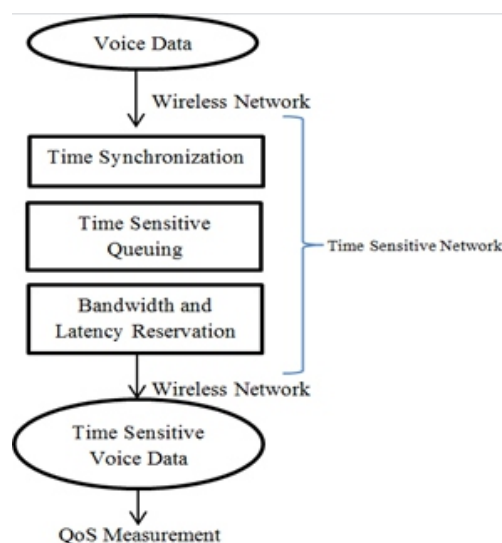 Voice Data
Wireless Network
Time Synchronization
Time Sensitive
Queuing
Time Sensitive Network
Bandwidth and
Latency Reservation
Wireless Network
Time Sensitive
Voice Data
QoS Measurement